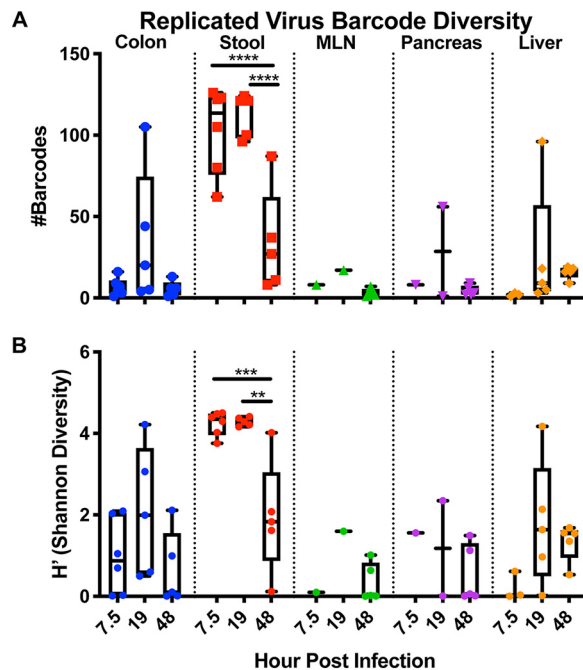 A
Replicated Virus Barcode Diversity
Colon Stool MLN Pancreas Liver
150
100
50
0
#Barcodes
****
****
B
6
4
2
0
H' (Shannon Diversity)
***
**
7.5 19 48 7.5 19 48 7.5 19 48 7.5 19 48 7.5 19 48
Hour Post Infection